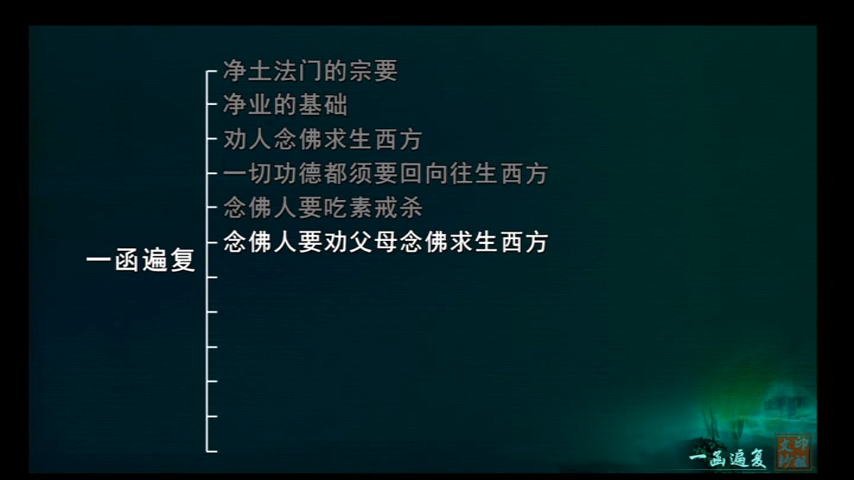 净土法门的宗要
净业的基础
劝人念佛求生西方
一切功德都须要回向往生西方
念佛人要吃素戒杀
念佛人要劝父母念佛求生西方
一函遍复
一函遍复